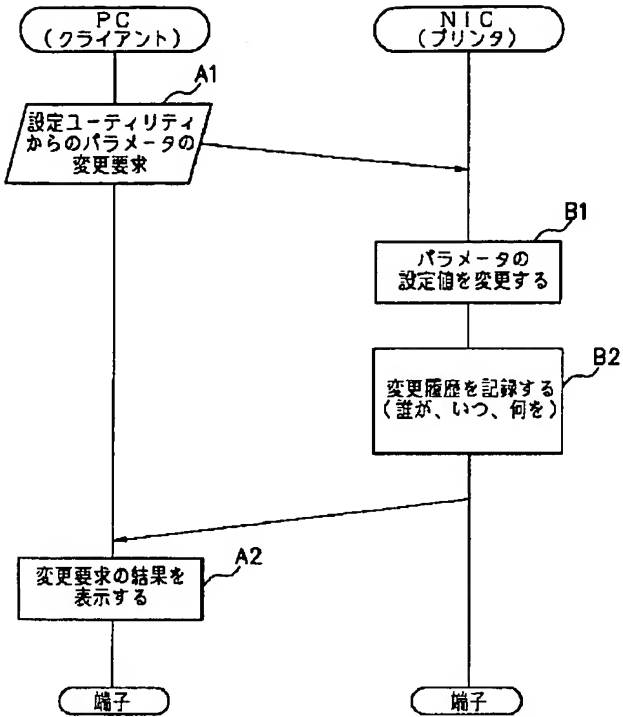 PC
(クライアント)
NIC
(プリンタ)
A1
設定ユーティリティ
からのパラメータの
変更要求
B1
パラメータの
設定値を変更する
B2
変更履歴を記録する
(誰が、いつ、何を)
A2
変更要求の結果を
表示する
端子
端子